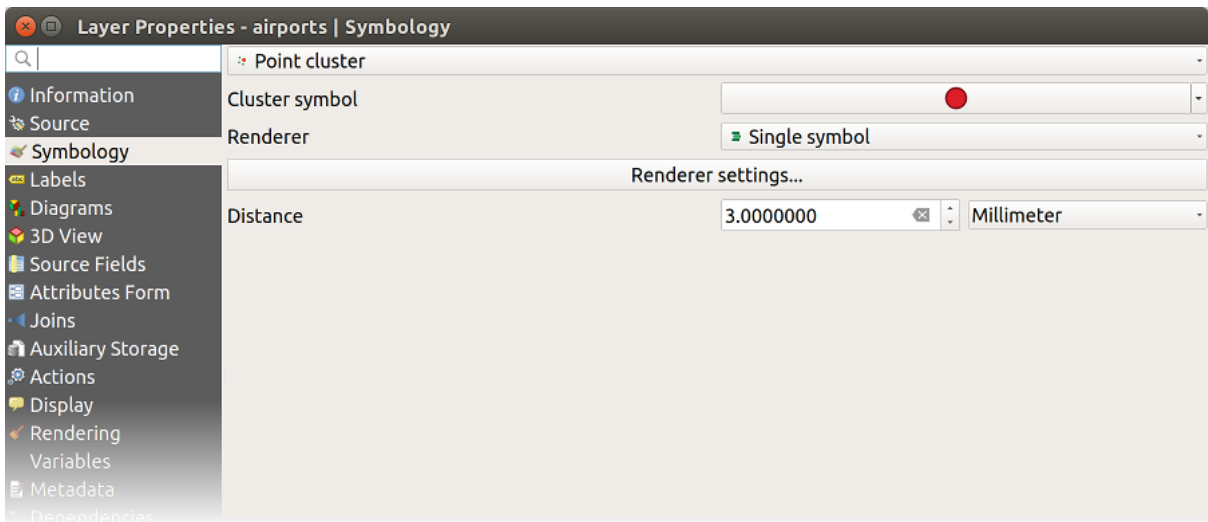 Layer Properties - airports | Symbology
Point cluster
Information
Source
Symbology
Labels
Diagrams
3D View
Source Fields
Attributes Form
Joins
Auxiliary Storage
Actions
Display
Rendering
Variables
Metadata
Dependencies
Cluster symbol
Renderer
Single symbol
Renderer settings...
Distance
3.0000000
Millimeter